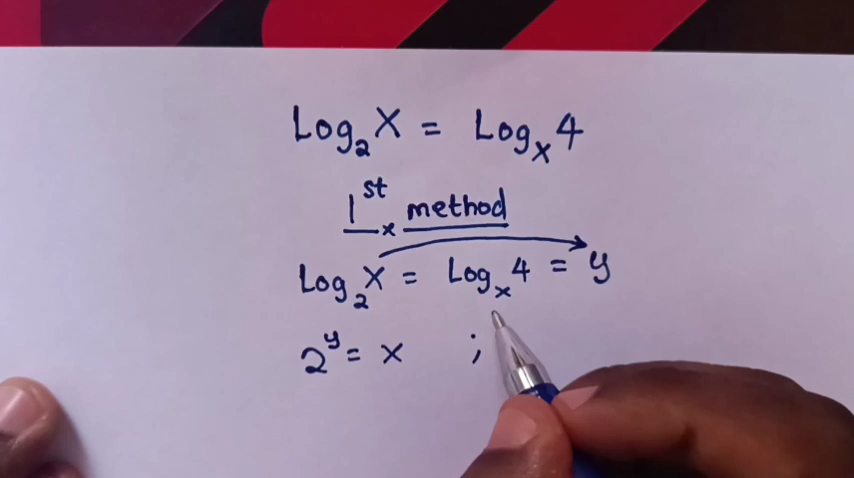 Log₂X = Logₓ4
1ˢᵗ method
Log₂X = Logₓ4 = y
2ʸ = x ;